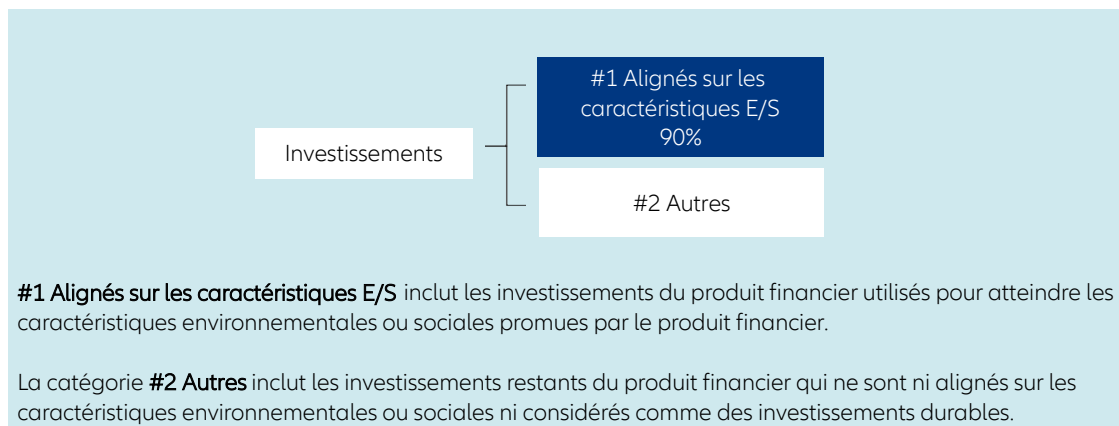 #1 Alignés sur les
caractéristiques E/S
90%
Investissements
#2 Autres
#1 Alignés sur les caractéristiques E/S inclut les investissements du produit financier utilisés pour atteindre les
caractéristiques environnementales ou sociales promues par le produit financier.
La catégorie #2 Autres inclut les investissements restants du produit financier qui ne sont ni alignés sur les
caractéristiques environnementales ou sociales ni considérés comme des investissements durables.